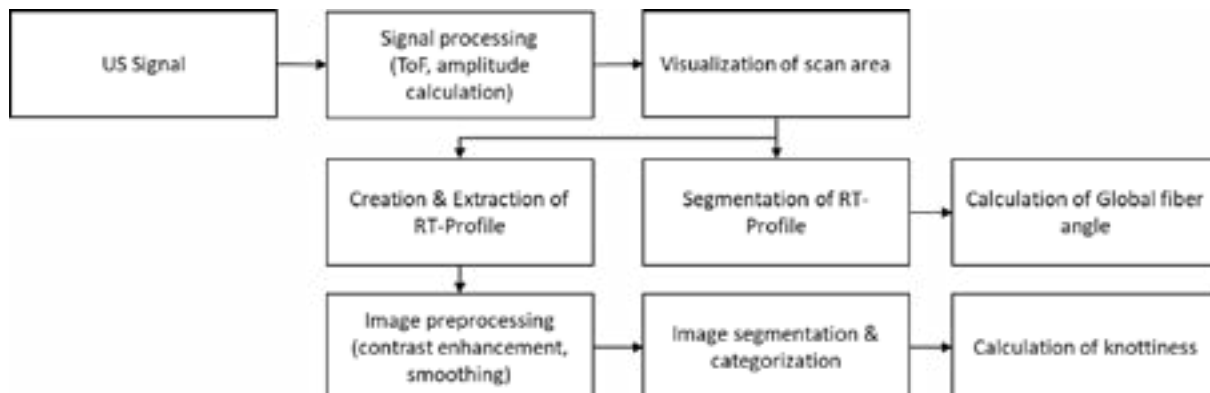 US Signal
Signal processing
(ToF, amplitude
calculation)
Visualization of scan area
Creation & Extraction of
RT-Profile
Segmentation of RT-
Profile
Calculation of Global fiber
angle
Image preprocessing
(contrast enhancement,
smoothing)
Image segmentation &
categorization
Calculation of knottiness